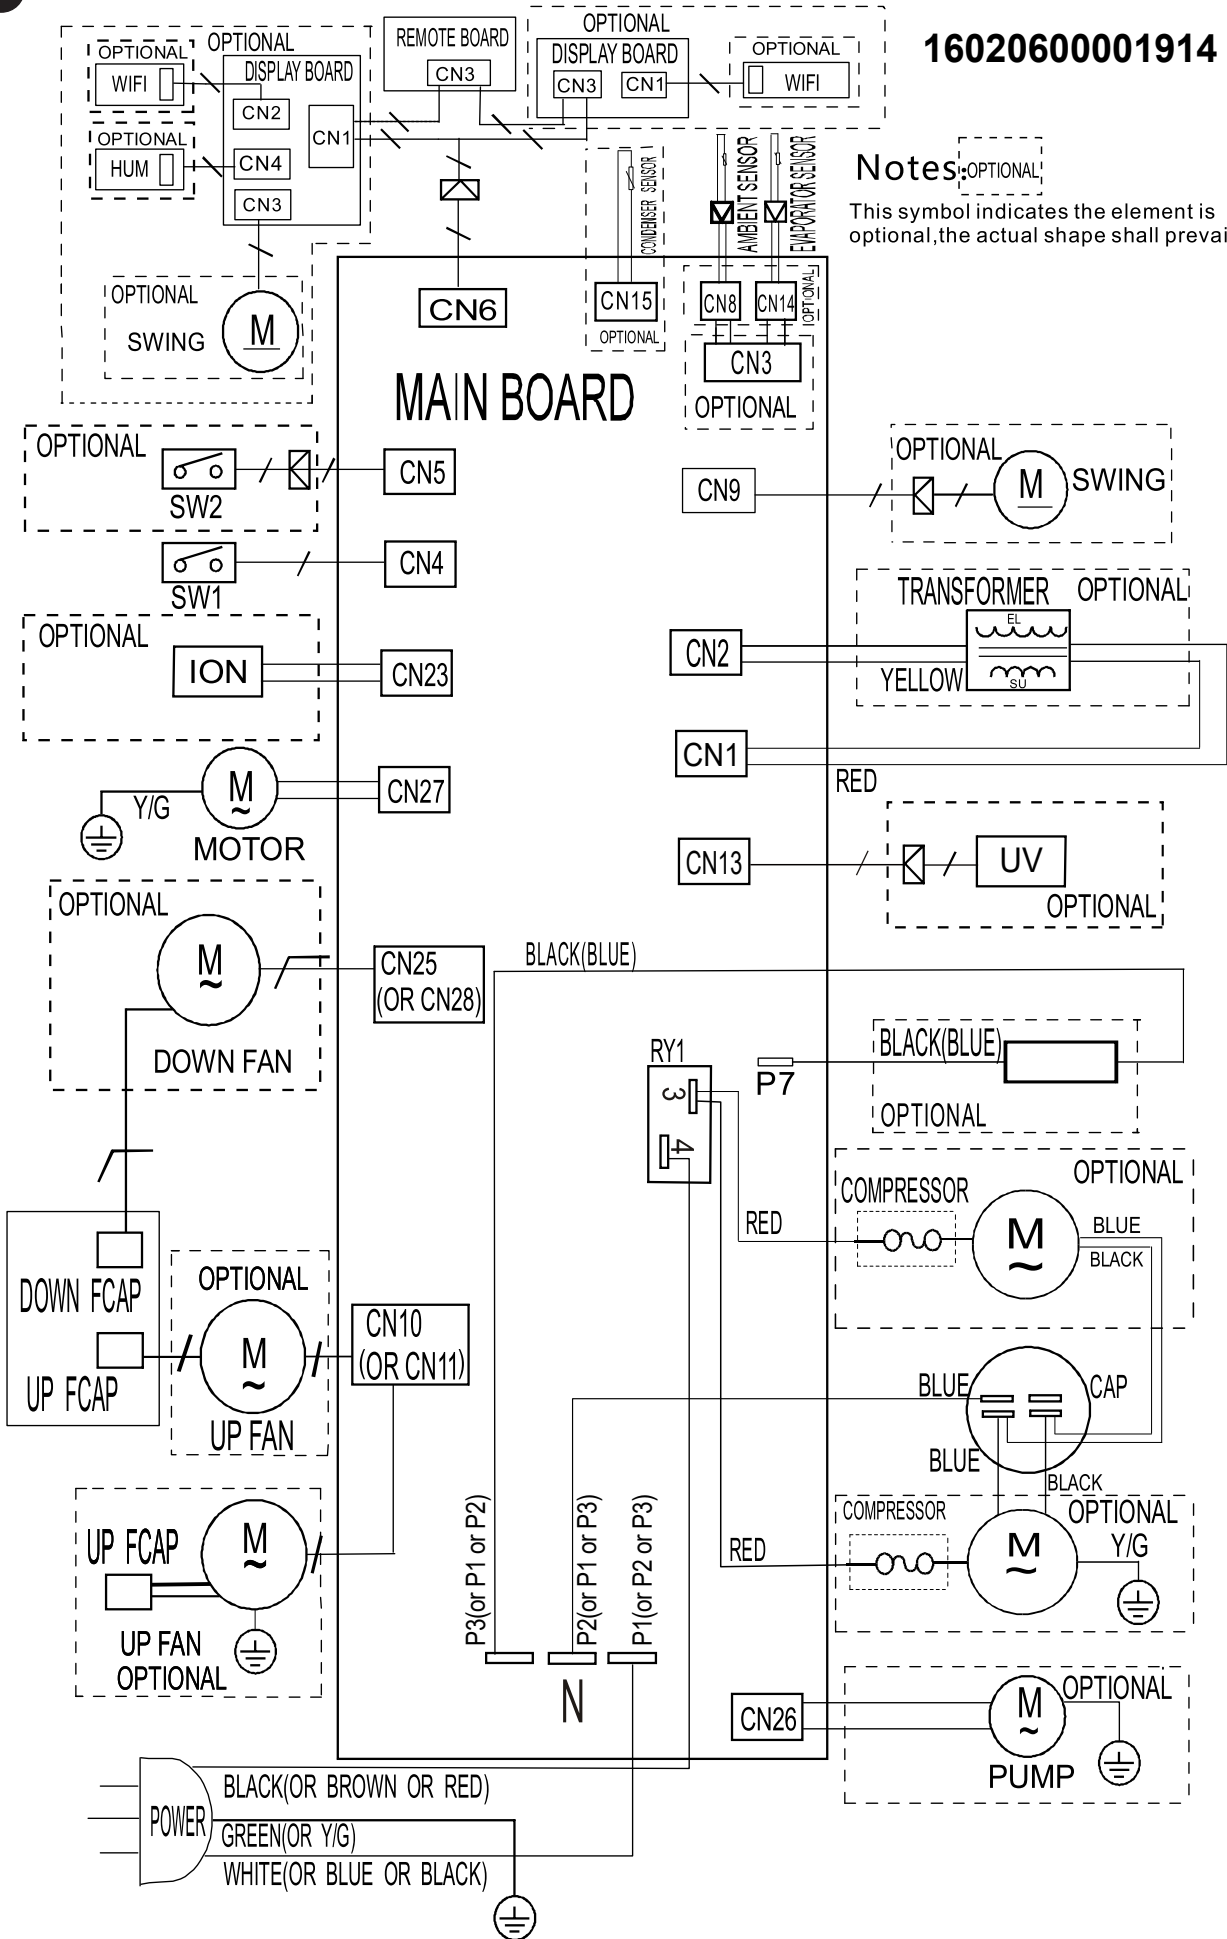 16020600001914
OPTIONAL
OPTIONAL
WIFI
DISPLAY BOARD
CN2
CN1
OPTIONAL
HUM
CN4
CN3
OPTIONAL
SWING
M
REMOTE BOARD
CN3
OPTIONAL
DISPLAY BOARD
CN3
CN1
OPTIONAL
WIFI
Notes:
OPTIONAL
This symbol indicates the element is
optional,the actual shape shall prevai
CONDENSER SENSOR
AMBIENT SENSOR
EVAPORATOR SENSOR
CN6
CN15
OPTIONAL
CN8
CN14
OPTIONAL
CN3
OPTIONAL
MAIN BOARD
OPTIONAL
SW2
CN5
SW1
CN4
OPTIONAL
ION
CN23
M
~
Y/G
MOTOR
CN27
OPTIONAL
M
~
DOWN FAN
CN25
(OR CN28)
DOWN FCAP
UP FCAP
OPTIONAL
M
~
UP FAN
CN10
(OR CN11)
UP FCAP
M
~
UP FAN
OPTIONAL
CN9
OPTIONAL
M
SWING
CN2
TRANSFORMER
OPTIONAL
EL
SU
YELLOW
CN1
RED
CN13
UV
OPTIONAL
BLACK(BLUE)
RY1
3
4
P7
BLACK(BLUE)
OPTIONAL
OPTIONAL
COMPRESSOR
RED
M
~
BLUE
BLACK
BLUE
CAP
BLUE
BLACK
COMPRESSOR
OPTIONAL
RED
M
~
Y/G
P3(or P1 or P2)
P2(or P1 or P3)
P1(or P2 or P3)
N
CN26
M
~
OPTIONAL
PUMP
POWER
BLACK(OR BROWN OR RED)
GREEN(OR Y/G)
WHITE(OR BLUE OR BLACK)